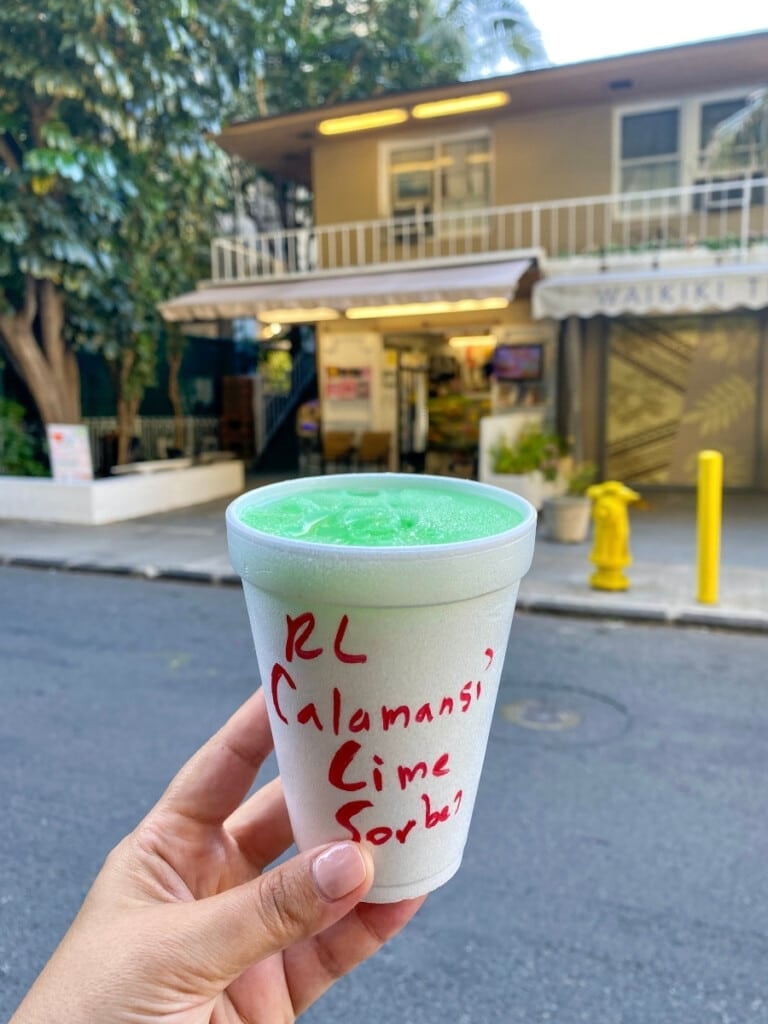 WAIKIKI T
RL
Calamansi
Lime
Sorbet